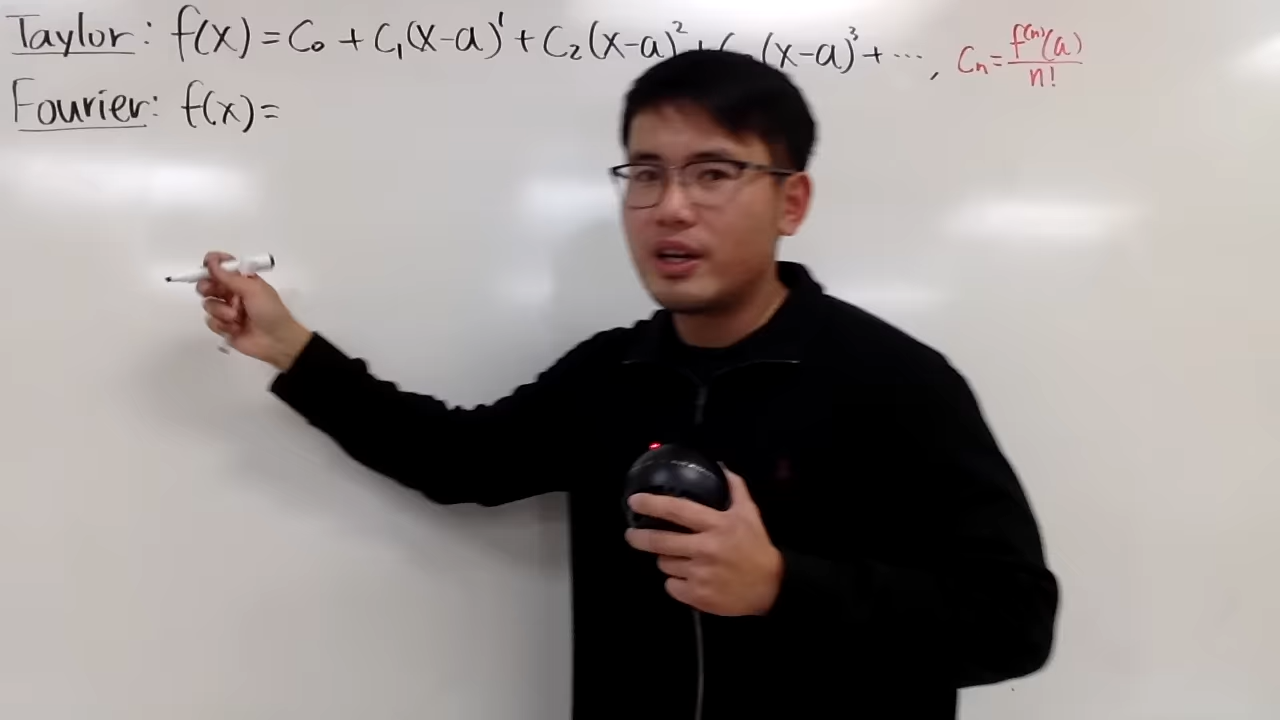 Taylor: f(x) = C₀ + C₁(x-a)¹ + C₂(x-a)² + (x-a)³ + ⋯ , Cₙ = f⁽ⁿ⁾(a)/n!
Fourier: f(x) =